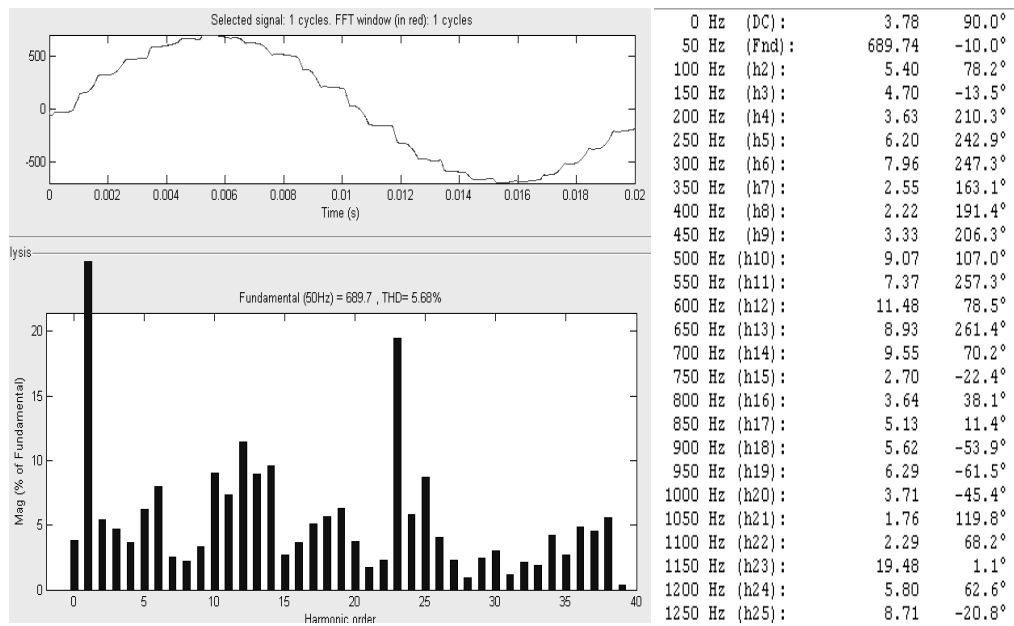 Selected signal: 1 cycles. FFT window (in red): 1 cycles
500
0
-500
0 0.002 0.004 0.006 0.008 0.01 0.012 0.014 0.016 0.018 0.02
Time (s)
lysis
Fundamental (50Hz) = 689.7 , THD= 5.68%
Mag (% of Fundamental)
20
15
10
5
0
0 5 10 15 20 25 30 35 40
Harmonic order
0 Hz (DC): 3.78 90.0°
50 Hz (Fnd): 689.74 -10.0°
100 Hz (h2): 5.40 78.2°
150 Hz (h3): 4.70 -13.5°
200 Hz (h4): 3.63 210.3°
250 Hz (h5): 6.20 242.9°
300 Hz (h6): 7.96 247.3°
350 Hz (h7): 2.55 163.1°
400 Hz (h8): 2.22 191.4°
450 Hz (h9): 3.33 206.3°
500 Hz (h10): 9.07 107.0°
550 Hz (h11): 7.37 257.3°
600 Hz (h12): 11.48 78.5°
650 Hz (h13): 8.93 261.4°
700 Hz (h14): 9.55 70.2°
750 Hz (h15): 2.70 -22.4°
800 Hz (h16): 3.64 38.1°
850 Hz (h17): 5.13 11.4°
900 Hz (h18): 5.62 -53.9°
950 Hz (h19): 6.29 -61.5°
1000 Hz (h20): 3.71 -45.4°
1050 Hz (h21): 1.76 119.8°
1100 Hz (h22): 2.29 68.2°
1150 Hz (h23): 19.48 1.1°
1200 Hz (h24): 5.80 62.6°
1250 Hz (h25): 8.71 -20.8°